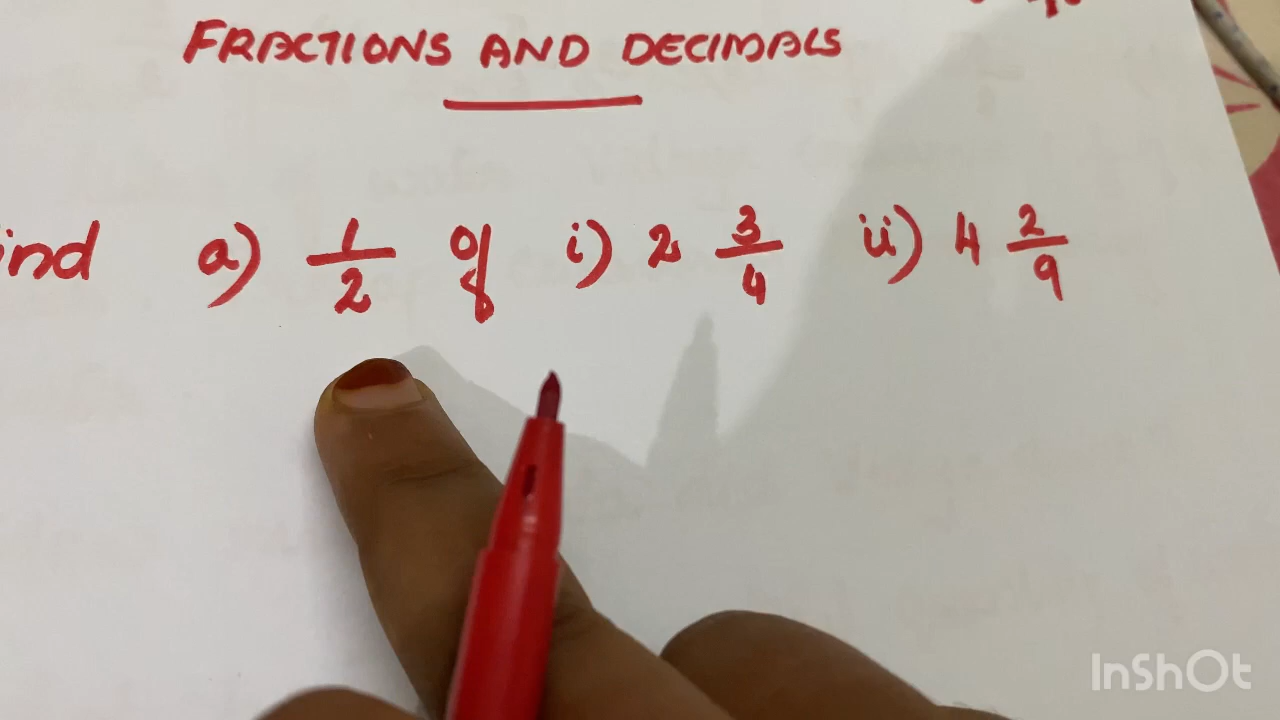 FRACTIONS AND DECIMALS
ind a) 1/2 of i) 2 3/4 ii) 4 2/9
InShOt